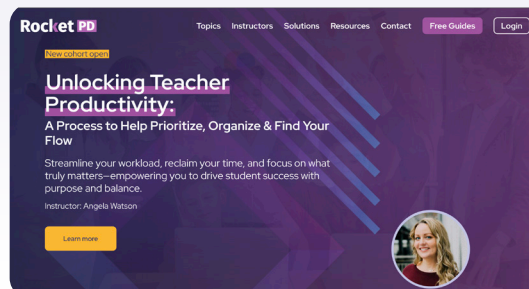 Rocket PD
Topics Instructors Solutions Resources Contact Free Guides Login
New cohort open
Unlocking Teacher
Productivity:
A Process to Help Prioritize, Organize & Find Your
Flow
Streamline your workload, reclaim your time, and focus on what
truly matters—empowering you to drive student success with
purpose and balance.
Instructor: Angela Watson
Learn more